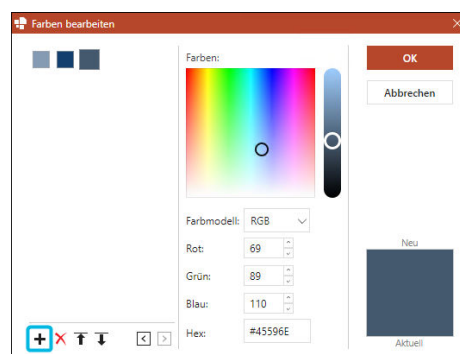 Farben bearbeiten
Farben:
OK
Abbrechen
Farbmodell: RGB
Rot: 69
Grün: 89
Blau: 110
Hex: #45596E
Neu
Aktuell